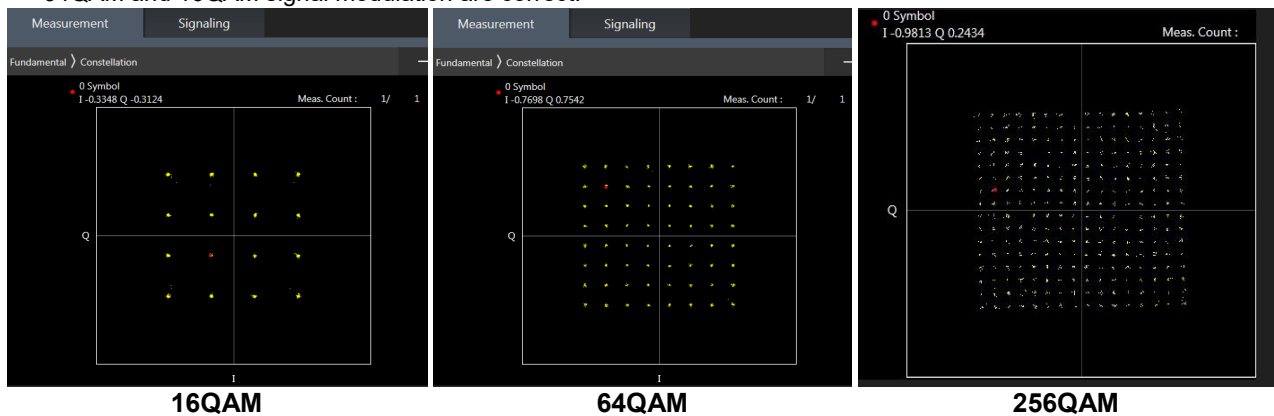 Measurement Signaling
Fundamental ⟩ Constellation
0 Symbol
I -0.3348 Q -0.3124 Meas. Count : 1/ 1
Q
I
16QAM
Measurement Signaling
Fundamental ⟩ Constellation
0 Symbol
I -0.7698 Q 0.7542 Meas. Count : 1/ 1
Q
I
64QAM
0 Symbol
I -0.9813 Q 0.2434 Meas. Count :
Q
256QAM